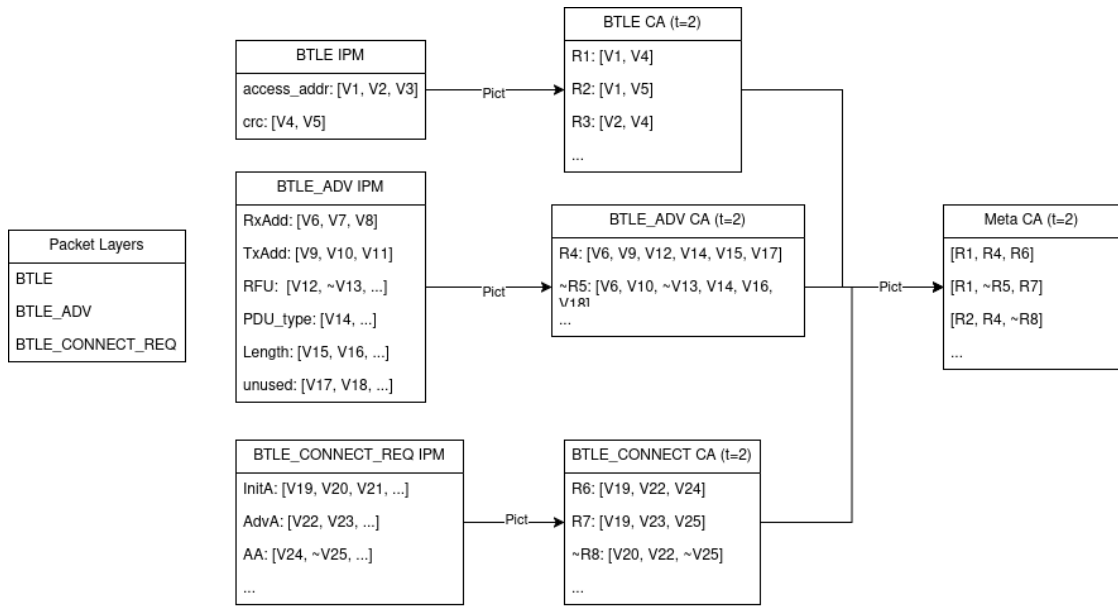 Packet Layers
BTLE
BTLE_ADV
BTLE_CONNECT_REQ
BTLE IPM
access_addr: [V1, V2, V3]
crc: [V4, V5]
Pict
BTLE CA (t=2)
R1: [V1, V4]
R2: [V1, V5]
R3: [V2, V4]
...
BTLE_ADV IPM
RxAdd: [V6, V7, V8]
TxAdd: [V9, V10, V11]
RFU: [V12, ~V13, ...]
PDU_type: [V14, ...]
Length: [V15, V16, ...]
unused: [V17, V18, ...]
Pict
BTLE_ADV CA (t=2)
R4: [V6, V9, V12, V14, V15, V17]
~R5: [V6, V10, ~V13, V14, V16,
V18]
...
BTLE_CONNECT_REQ IPM
InitA: [V19, V20, V21, ...]
AdvA: [V22, V23, ...]
AA: [V24, ~V25, ...]
...
Pict
BTLE_CONNECT CA (t=2)
R6: [V19, V22, V24]
R7: [V19, V23, V25]
~R8: [V20, V22, ~V25]
...
Pict
Meta CA (t=2)
[R1, R4, R6]
[R1, ~R5, R7]
[R2, R4, ~R8]
...